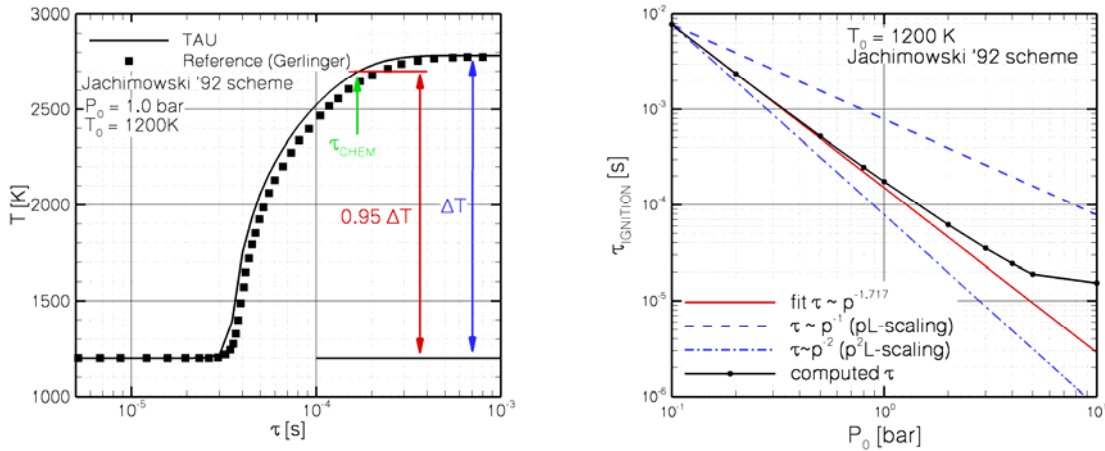 3000
2500
2000
1500
1000
T [K]
TAU
Reference (Gerlinger)
Jachimowski '92 scheme
P0 = 1.0 bar
T0 = 1200K
τCHEM
0.95 ΔT
ΔT
10-5
10-4
10-3
τ [s]
10-2
10-3
10-4
10-5
10-6
τIGNITION [s]
T0 = 1200 K
Jachimowski '92 scheme
fit τ ~ p-1.717
τ ~ p-1 (pL-scaling)
τ~p-2 (p2L-scaling)
computed τ
10-1
100
P0 [bar]